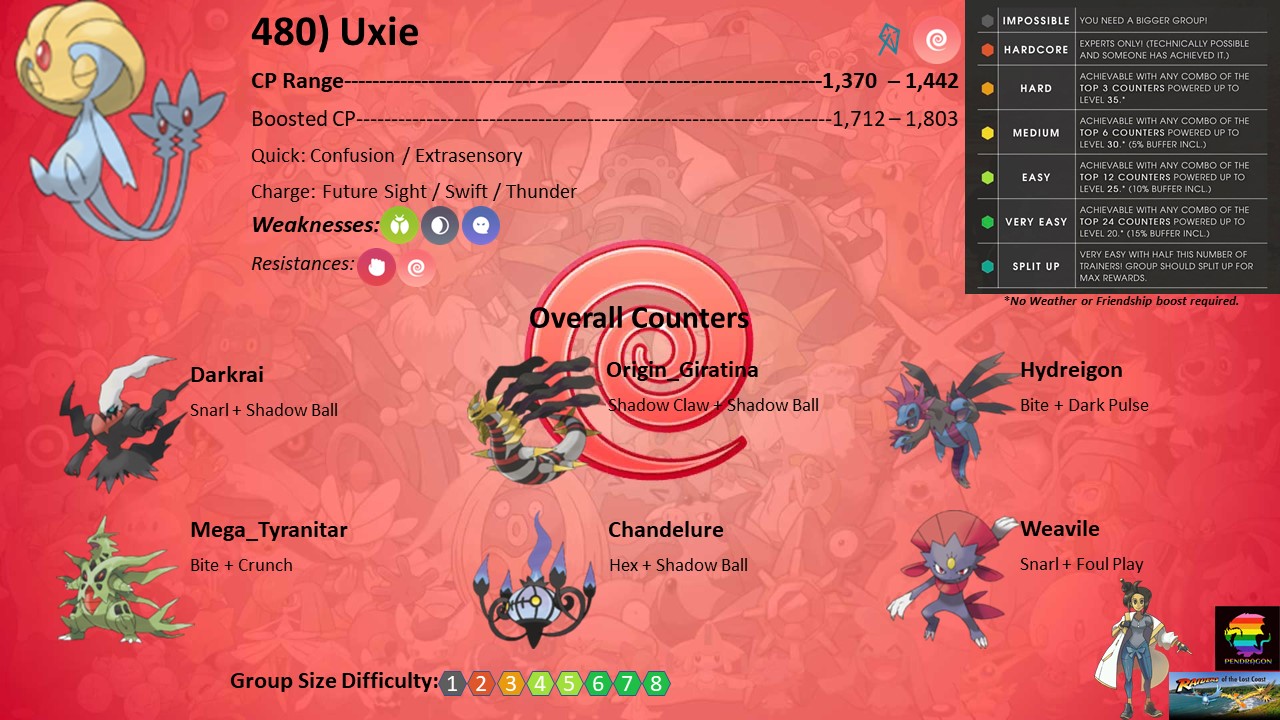 480) Uxie
CP Range--------------------------------------------------------------------------------1,370 – 1,442
Boosted CP--------------------------------------------------------------------------------1,712 – 1,803
Quick: Confusion / Extrasensory
Charge: Future Sight / Swift / Thunder
Weaknesses:
Resistances:
IMPOSSIBLE YOU NEED A BIGGER GROUP!
HARDCORE EXPERTS ONLY! (TECHNICALLY POSSIBLE
AND SOMEONE HAS ACHIEVED IT.)
HARD ACHIEVABLE WITH ANY COMBO OF THE
TOP 3 COUNTERS POWERED UP TO
LEVEL 35.*
MEDIUM ACHIEVABLE WITH ANY COMBO OF THE
TOP 6 COUNTERS POWERED UP TO
LEVEL 30.* (5% BUFFER INCL.)
EASY ACHIEVABLE WITH ANY COMBO OF THE
TOP 12 COUNTERS POWERED UP TO
LEVEL 25.* (10% BUFFER INCL.)
VERY EASY ACHIEVABLE WITH ANY COMBO OF THE
TOP 24 COUNTERS POWERED UP TO
LEVEL 20.* (15% BUFFER INCL.)
SPLIT UP VERY EASY WITH HALF THIS NUMBER OF
TRAINERS! GROUP SHOULD SPLIT UP FOR
MAX REWARDS.
*No Weather or Friendship boost required.
Overall Counters
Darkrai
Snarl + Shadow Ball
Origin_Giratina
Shadow Claw + Shadow Ball
Hydreigon
Bite + Dark Pulse
Mega_Tyranitar
Bite + Crunch
Chandelure
Hex + Shadow Ball
Weavile
Snarl + Foul Play
Group Size Difficulty: 1 2 3 4 5 6 7 8
PENDRAGON
RAIDERS of the Lost Coast